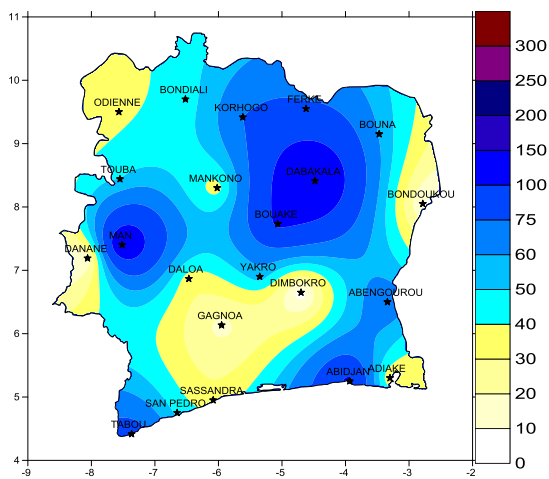 11
300
10
FERKE
BONDIALI
250
ODIENNE
KORHOGO
200
BOUNA
9
150
TOUBA
DABAKALA
MANKONO
100
BONDOUKOU
8
BOUAKE
75
MAN
DANANE
50
7
DALOA
YAKRO
DIMBOKRO
ABENGOUROU
40
GAGNOA
30
6
20
ABIDJAN
ADIAKE
SASSANDRA
5
SAN PEDRO
10
TABOU
4
0
-9 -8 -7 -6 -5 -4 -3 -2